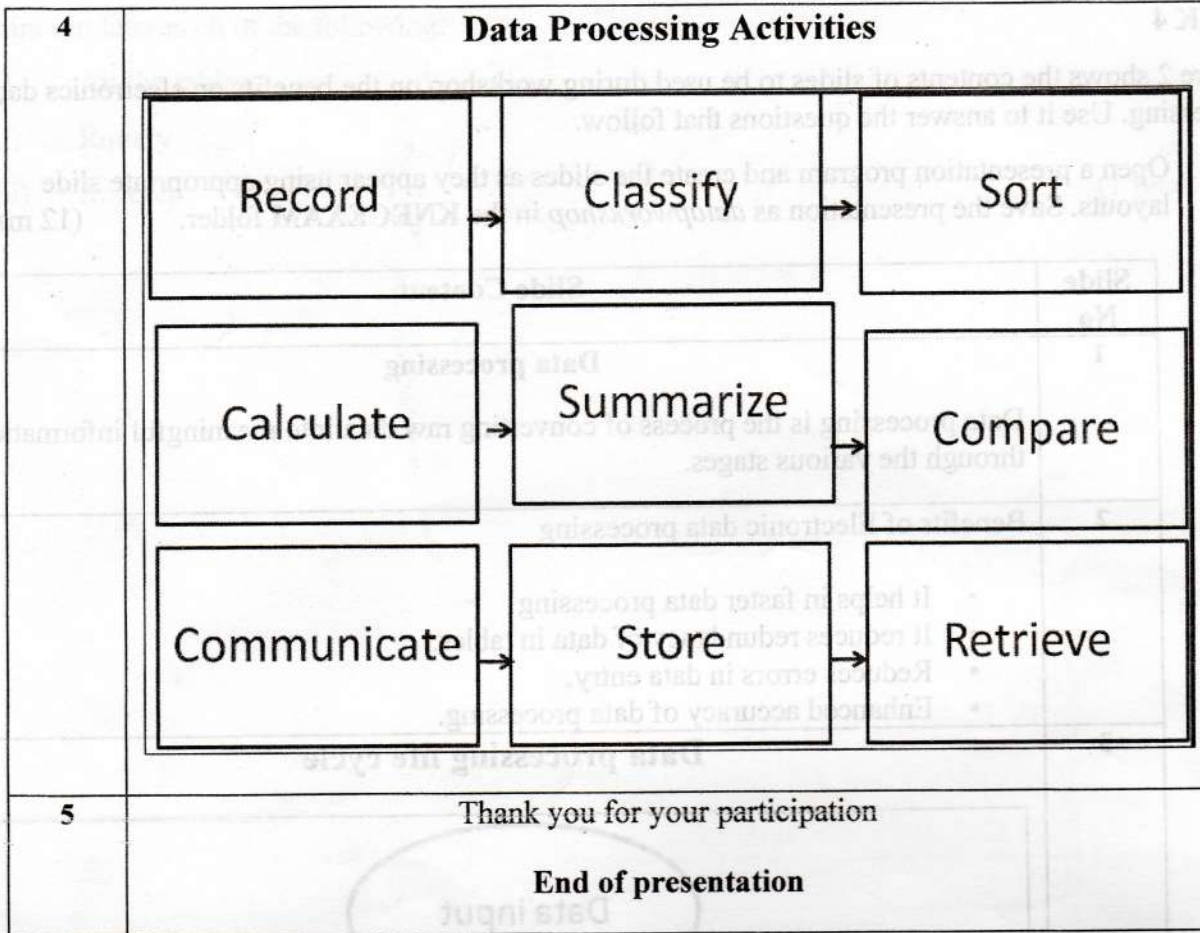 4 Data Processing Activities
Record Classify Sort
Calculate Summarize Compare
Communicate Store Retrieve
5 Thank you for your participation
End of presentation